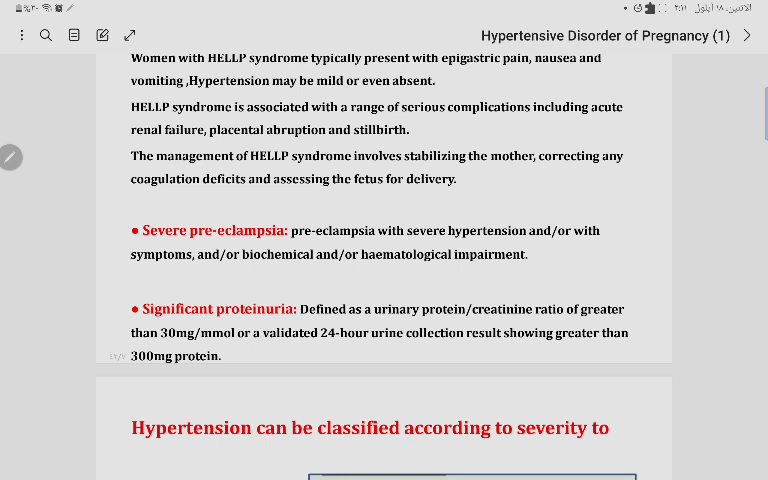 الاثنين، ١٨ أيلول ٢:١١
Hypertensive Disorder of Pregnancy (1)
Women with HELLP syndrome typically present with epigastric pain, nausea and
vomiting ,Hypertension may be mild or even absent.
HELLP syndrome is associated with a range of serious complications including acute
renal failure, placental abruption and stillbirth.
The management of HELLP syndrome involves stabilizing the mother, correcting any
coagulation deficits and assessing the fetus for delivery.
• Severe pre-eclampsia: pre-eclampsia with severe hypertension and/or with
symptoms, and/or biochemical and/or haematological impairment.
• Significant proteinuria: Defined as a urinary protein/creatinine ratio of greater
than 30mg/mmol or a validated 24-hour urine collection result showing greater than
300mg protein.
Hypertension can be classified according to severity to